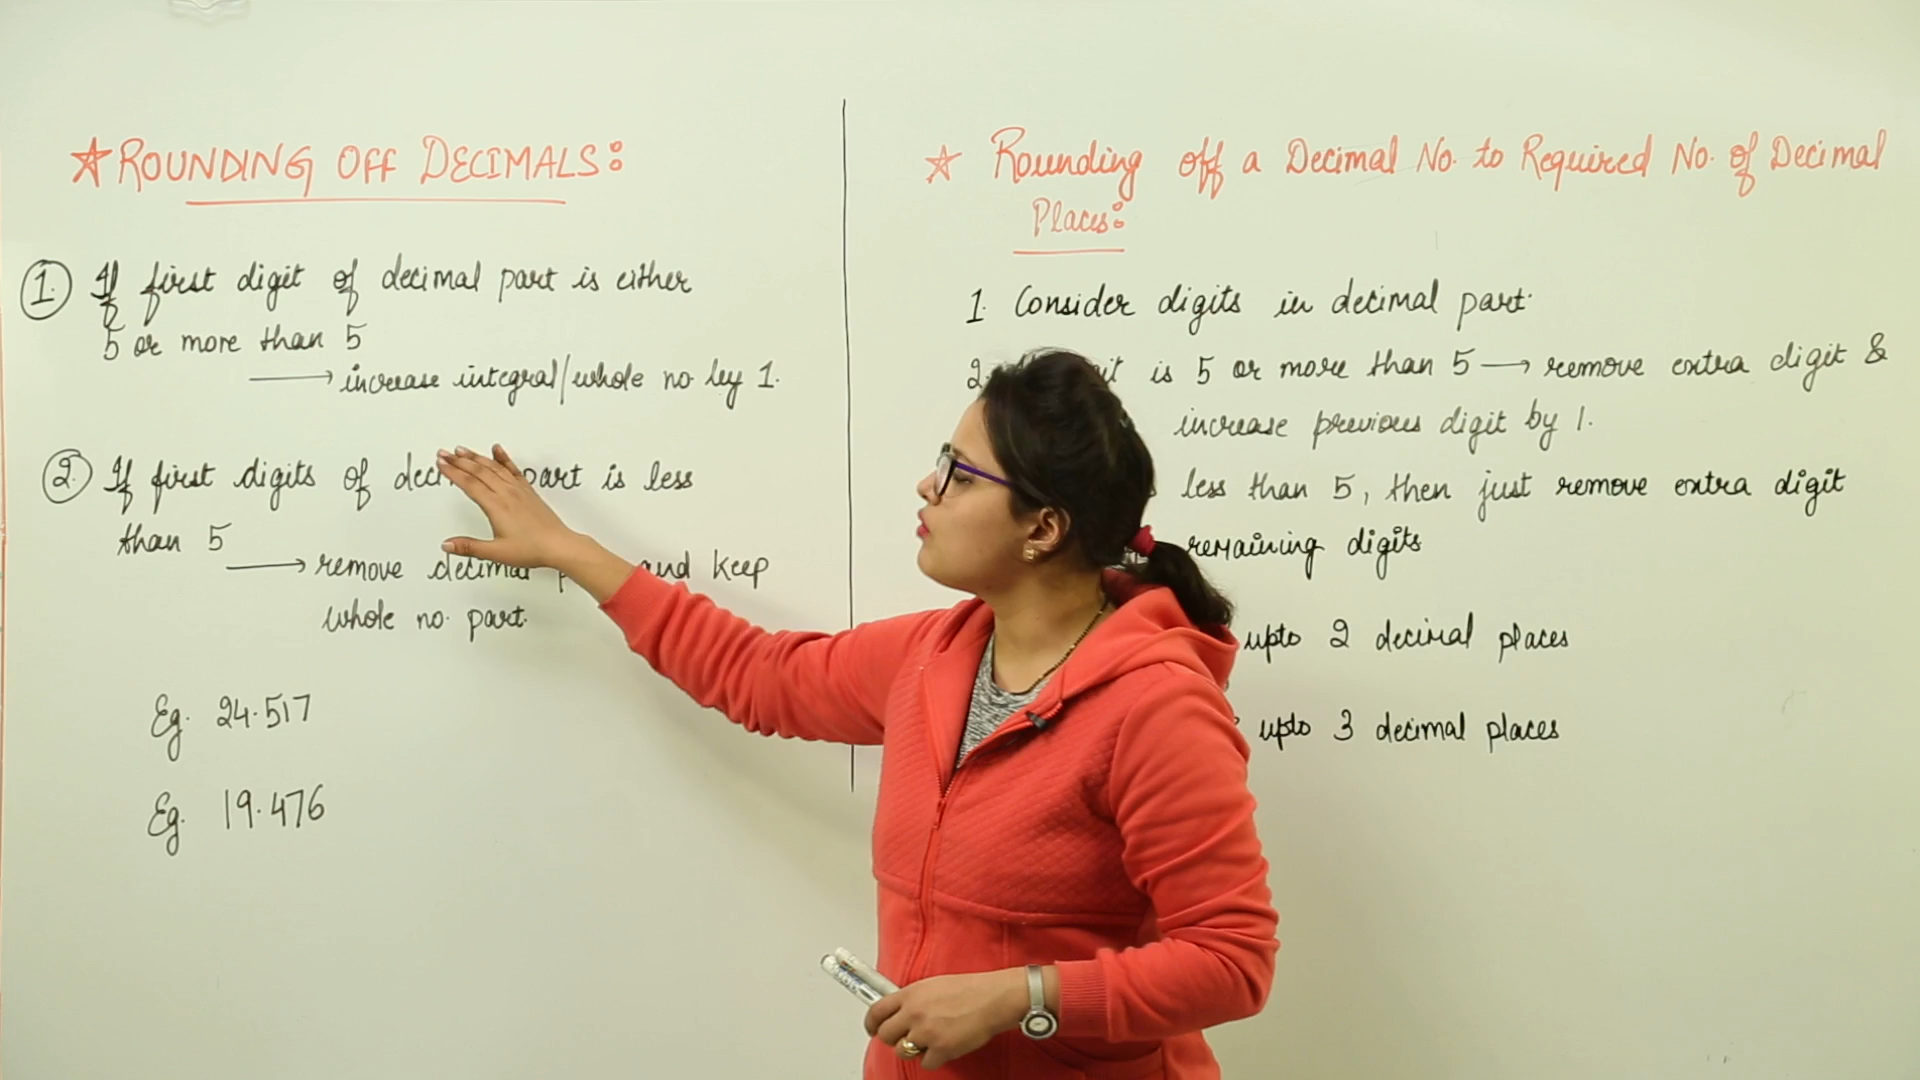 ☆ ROUNDING OFF DECIMALS:
1. If first digit of decimal part is either
5 or more than 5
→ increase integral/whole no by 1.
2. If first digits of part is less
than 5
→ remove decimal and keep
whole no. part.
Eg. 24.517
Eg. 19.476
☆ Rounding off a Decimal No. to Required No. of Decimal
Places:
1. Consider digits in decimal part.
2. is 5 or more than 5 → remove extra digit &
increase previous digit by 1.
less than 5, then just remove extra digit
remaining digits
upto 2 decimal places
upto 3 decimal places